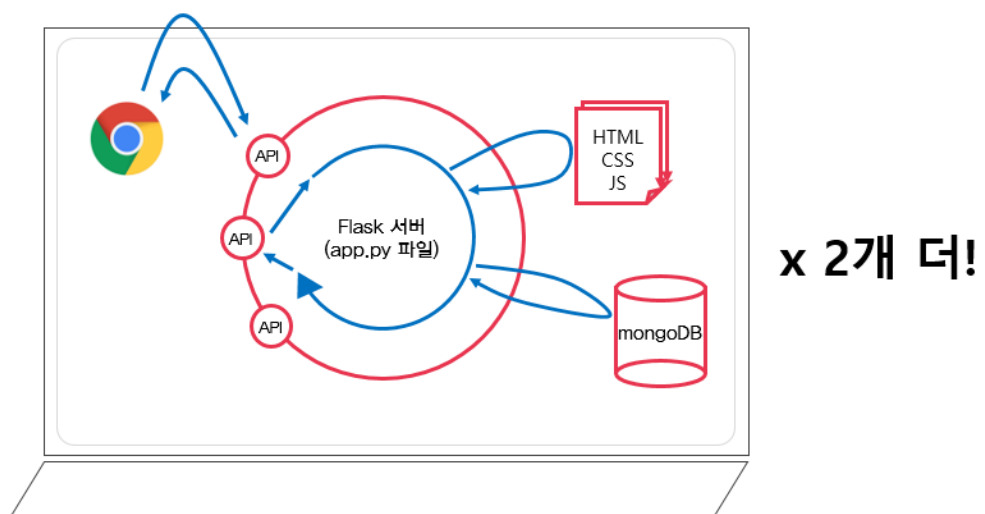 API
API
API
Flask 서버
(app.py 파일)
HTML
CSS
JS
mongoDB
x 2개 더!